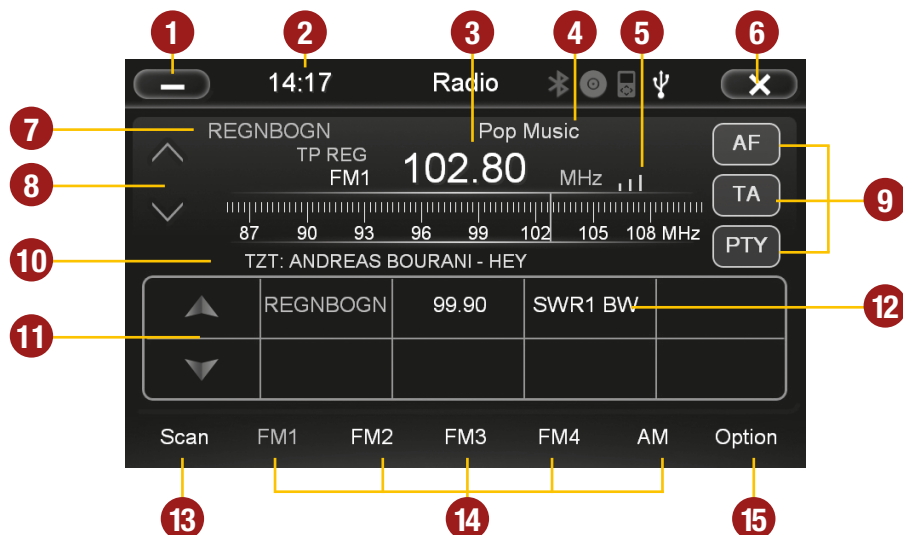 1 2 3 4 5 6
14:17 Radio
7 REGNBOGN Pop Music
AF
TP REG
8 FM1 102.80 MHz
TA 9
87 90 93 96 99 102 105 108 MHz
PTY
10 TZT: ANDREAS BOURANI - HEY
REGNBOGN 99.90 SWR1 BW 12
11
Scan FM1 FM2 FM3 FM4 AM Option
13 14 15